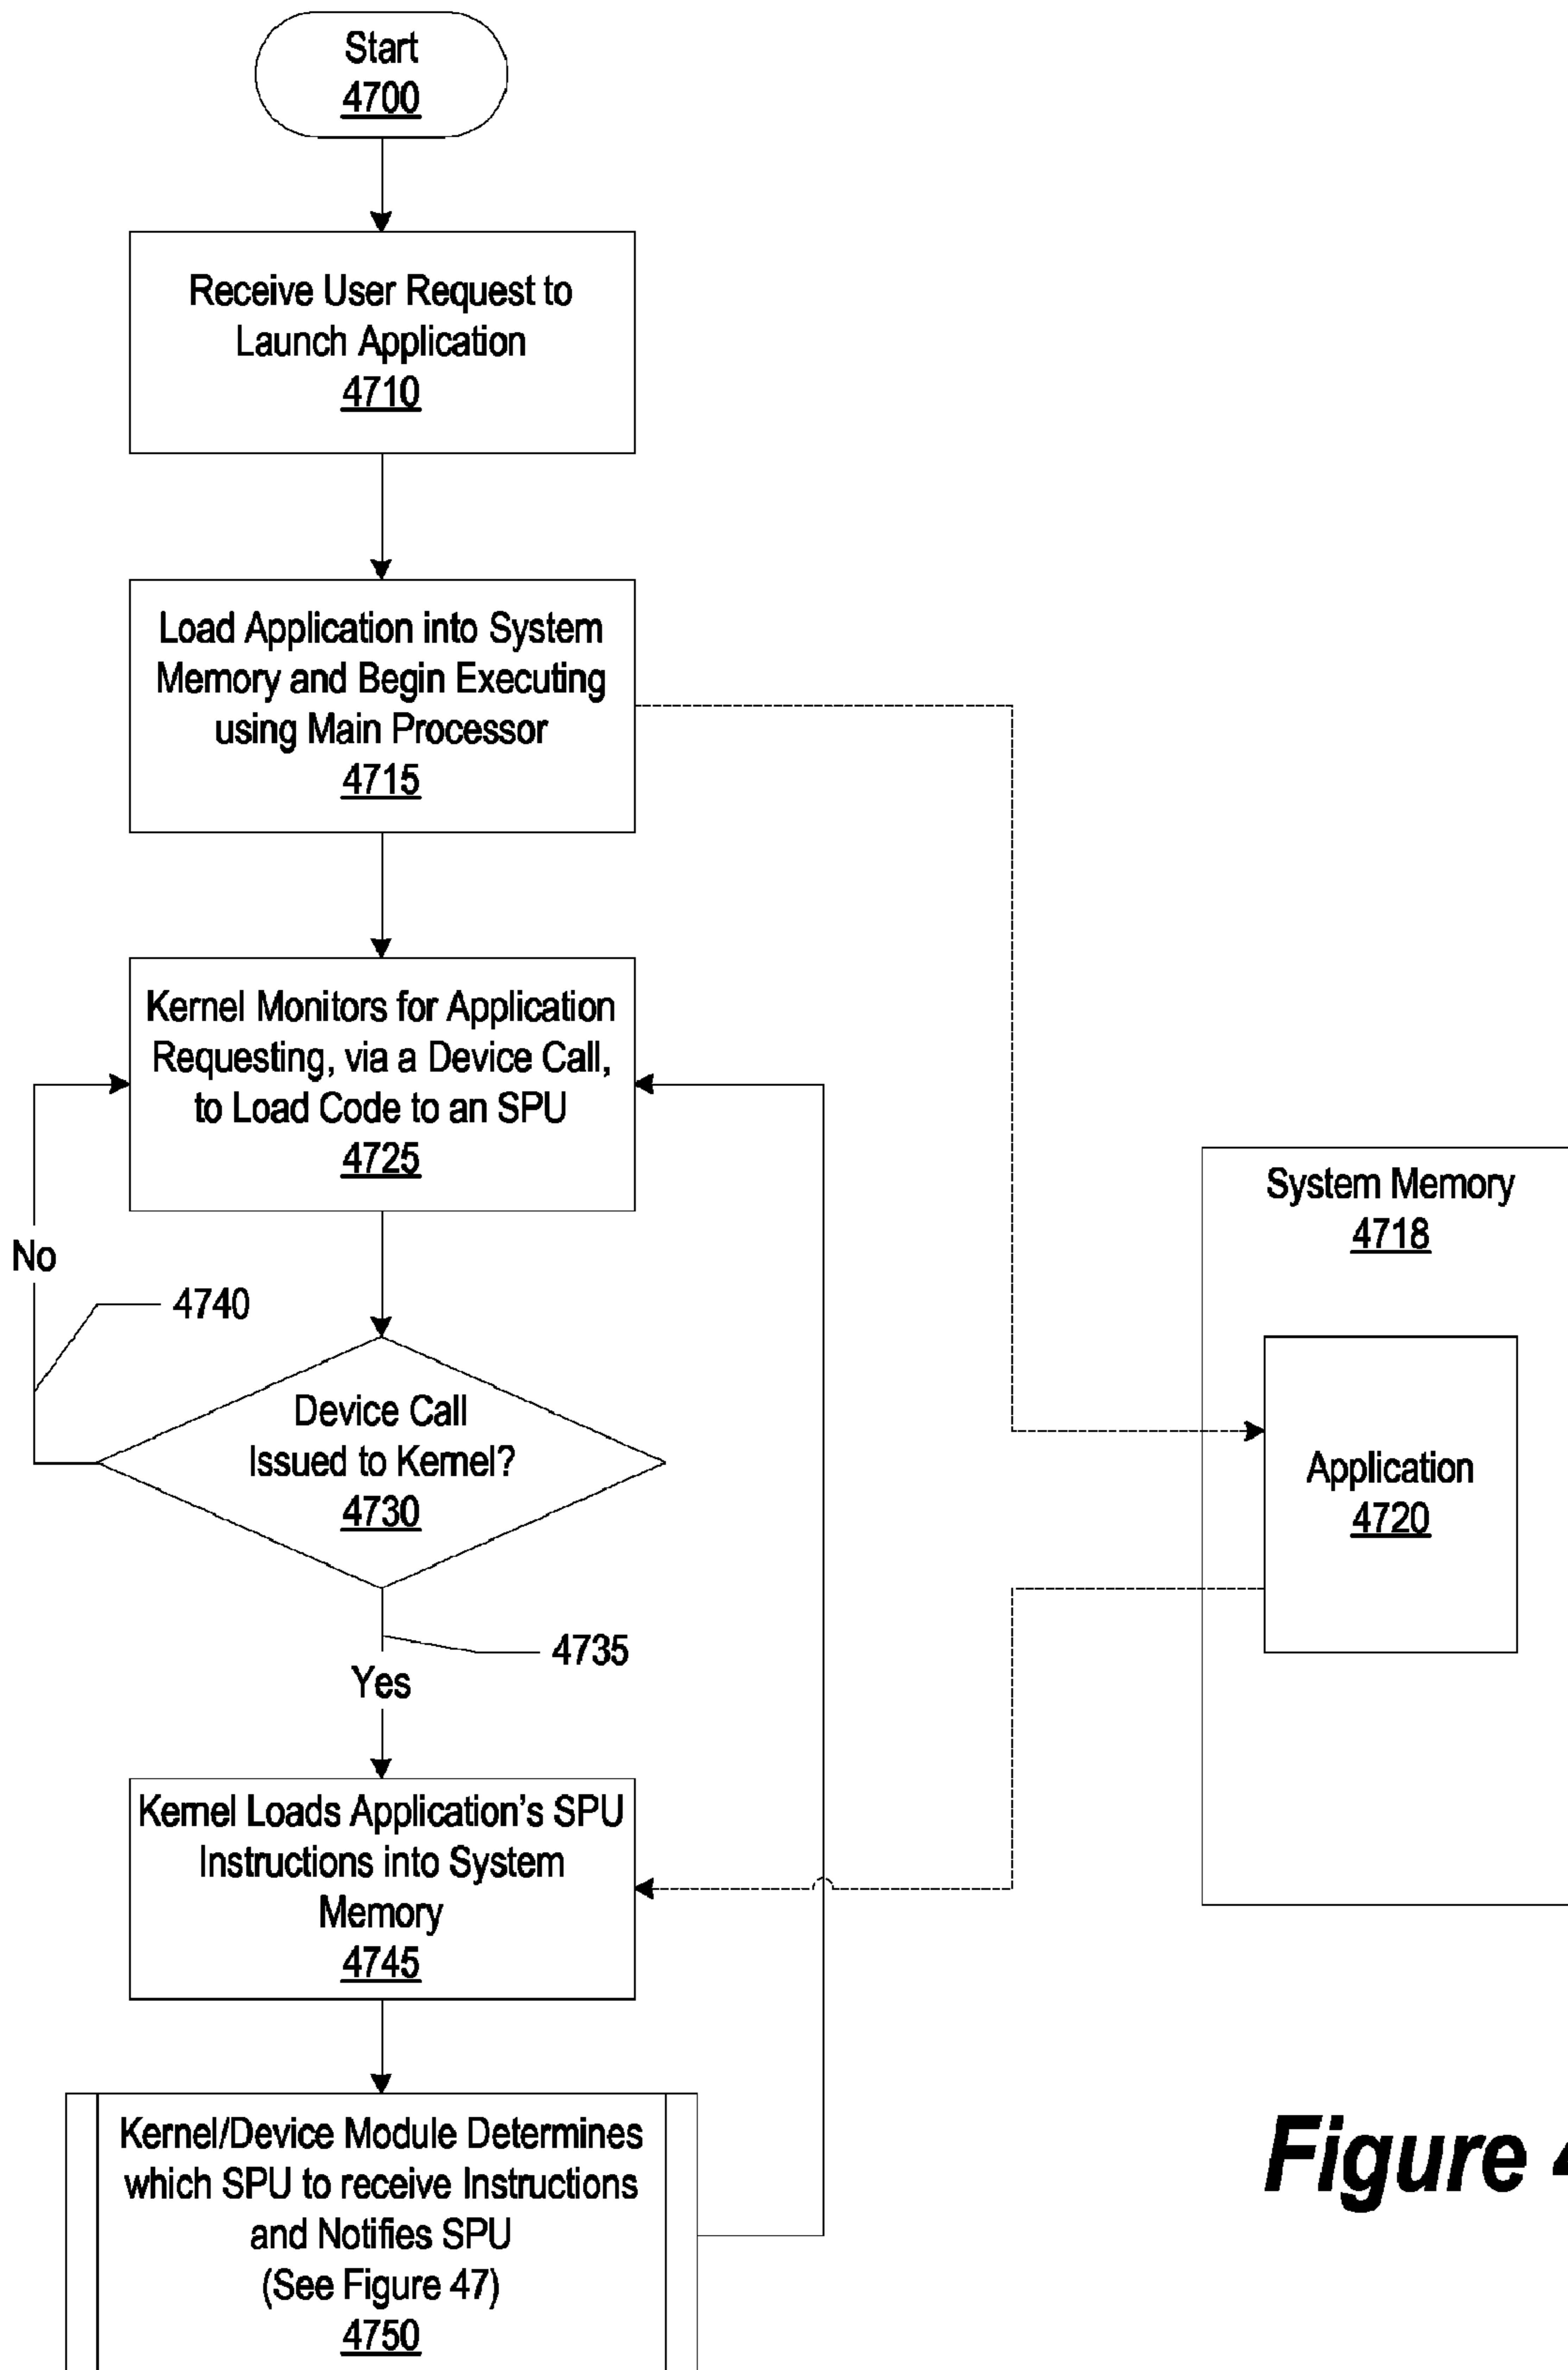 Start
4700
Receive User Request to
Launch Application
4710
Load Application into System
Memory and Begin Executing
using Main Processor
4715
Kernel Monitors for Application
Requesting, via a Device Call,
to Load Code to an SPU
4725
No
4740
Device Call
Issued to Kernel?
4730
4735
Yes
Kernel Loads Application's SPU
Instructions into System
Memory
4745
Kernel/Device Module Determines
which SPU to receive Instructions
and Notifies SPU
(See Figure 47)
4750
System Memory
4718
Application
4720
Figure